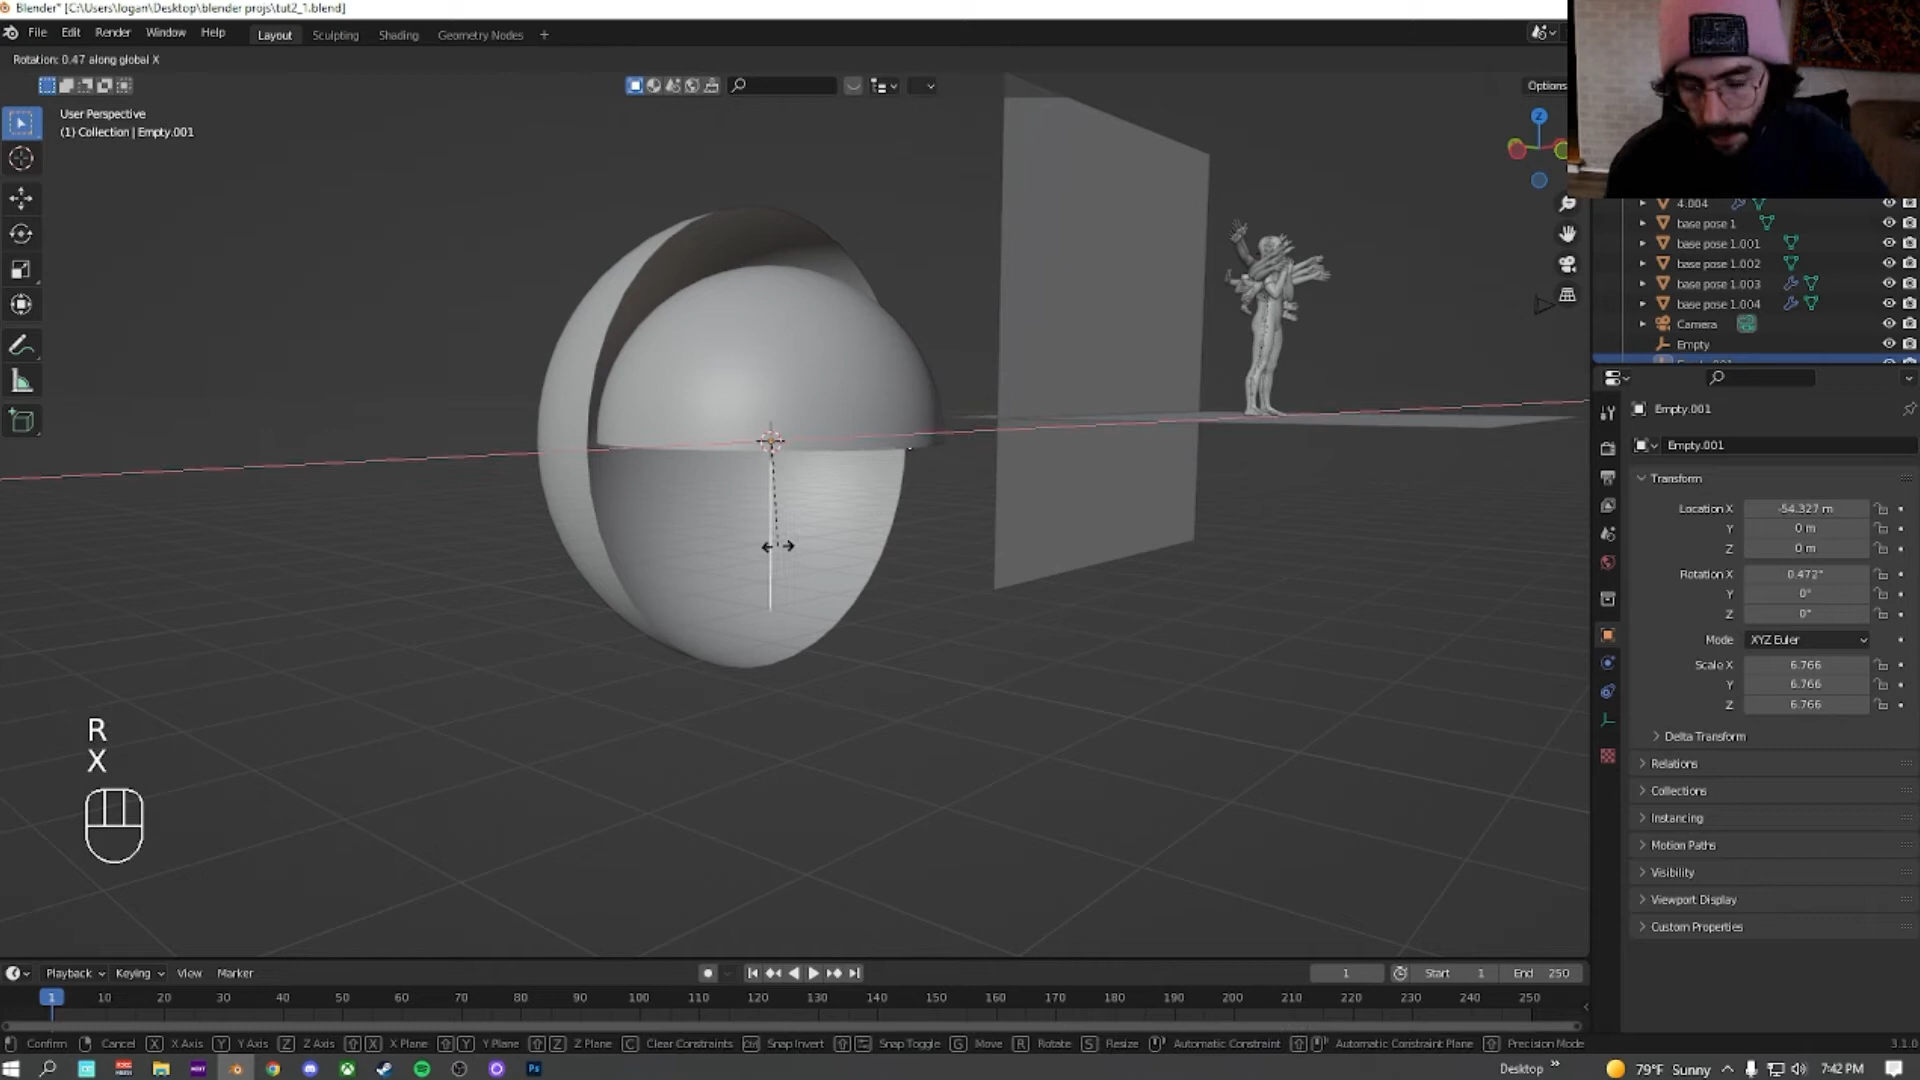 Blender* [C:\Users\logan\Desktop\blender projs\tut2_1.blend]
File Edit Render Window Help Layout Sculpting Shading Geometry Nodes +
Rotation: 0.47 along global X
Options
User Perspective
(1) Collection | Empty.001
Z
4.004
base pose 1
base pose 1.001
base pose 1.002
base pose 1.003
base pose 1.004
Camera
Empty
Empty.001
Empty.001
Transform
Location X -54.327 m
Y 0 m
Z 0 m
Rotation X 0.472°
Y 0°
Z 0°
Mode XYZ Euler
Scale X 6.766
Y 6.766
Z 6.766
Delta Transform
Relations
Collections
Instancing
Motion Paths
Visibility
Viewport Display
Custom Properties
R
X
Playback Keying View Marker 1 Start 1 End 250
1 10 20 30 40 50 60 70 80 90 100 110 120 130 140 150 160 170 180 190 200 210 220 230 240 250
Confirm Cancel X X Axis Y Y Axis Z Z Axis X X Plane Y Y Plane Z Z Plane C Clear Constraints Snap Invert Snap Toggle G Move R Rotate S Resize Automatic Constraint Automatic Constraint Plane Precision Mode 3.1.0
Ps Desktop » 79°F Sunny 7:42 PM